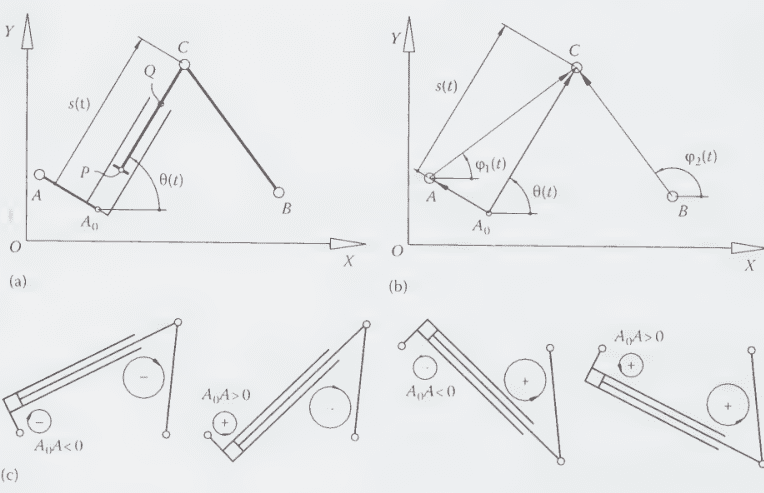 Y
C
Q
s(t)
P
θ(t)
A
A₀
B
O
X
(a)
Y
C
s(t)
φ₁(t)
φ₂(t)
θ(t)
A
A₀
B
O
X
(b)
−
−
A₀A<0
A₀A>0
+
A₀A<0
+
A₀A>0
+
+
(c)